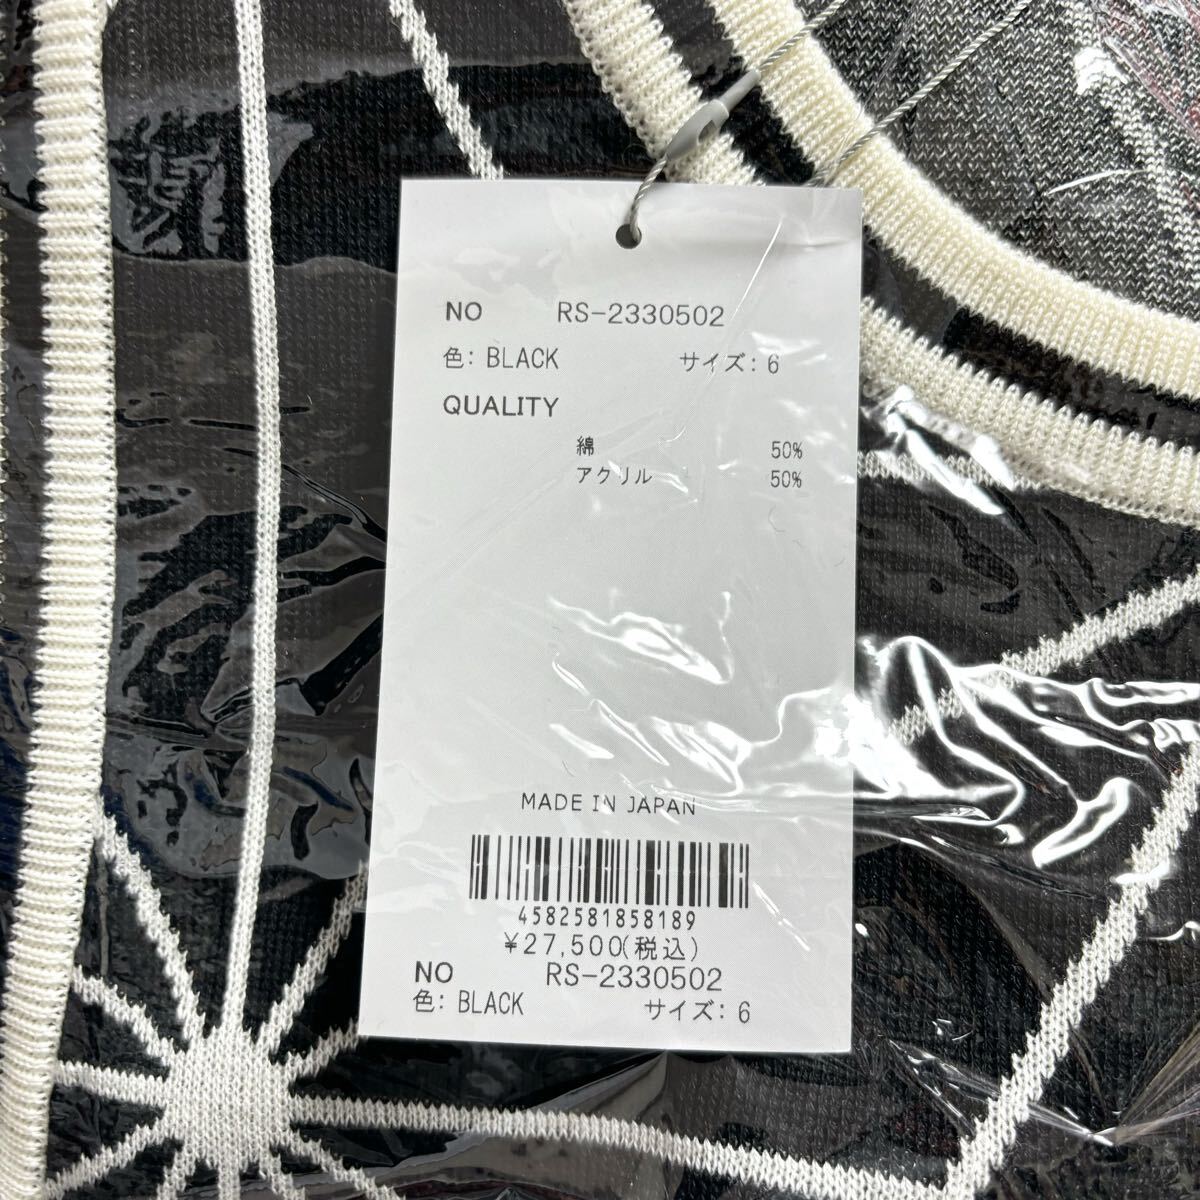 NO RS-2330502
色: BLACK サイズ: 6
QUALITY
綿 50%
アクリル 50%
MADE IN JAPAN
4582581858189
¥27,500(税込)
NO RS-2330502
色: BLACK サイズ: 6